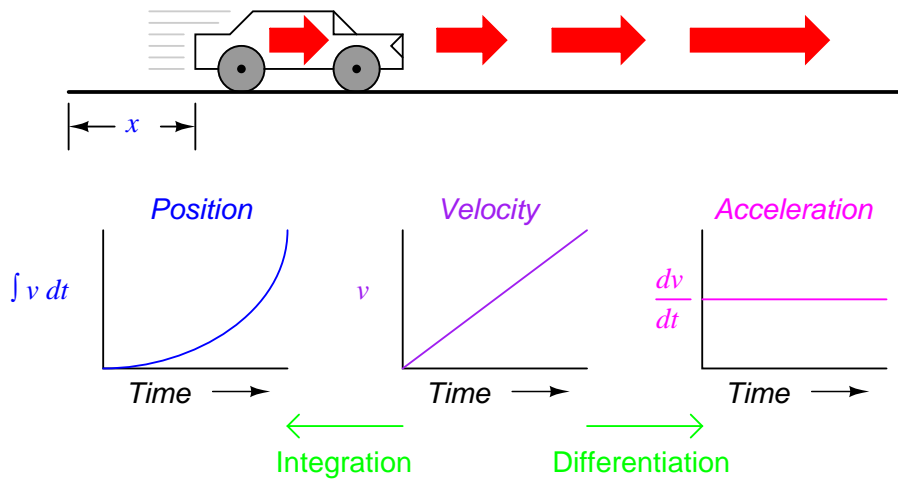 x
Position Velocity Acceleration
∫ v dt v dv/dt
Time Time Time
Integration Differentiation